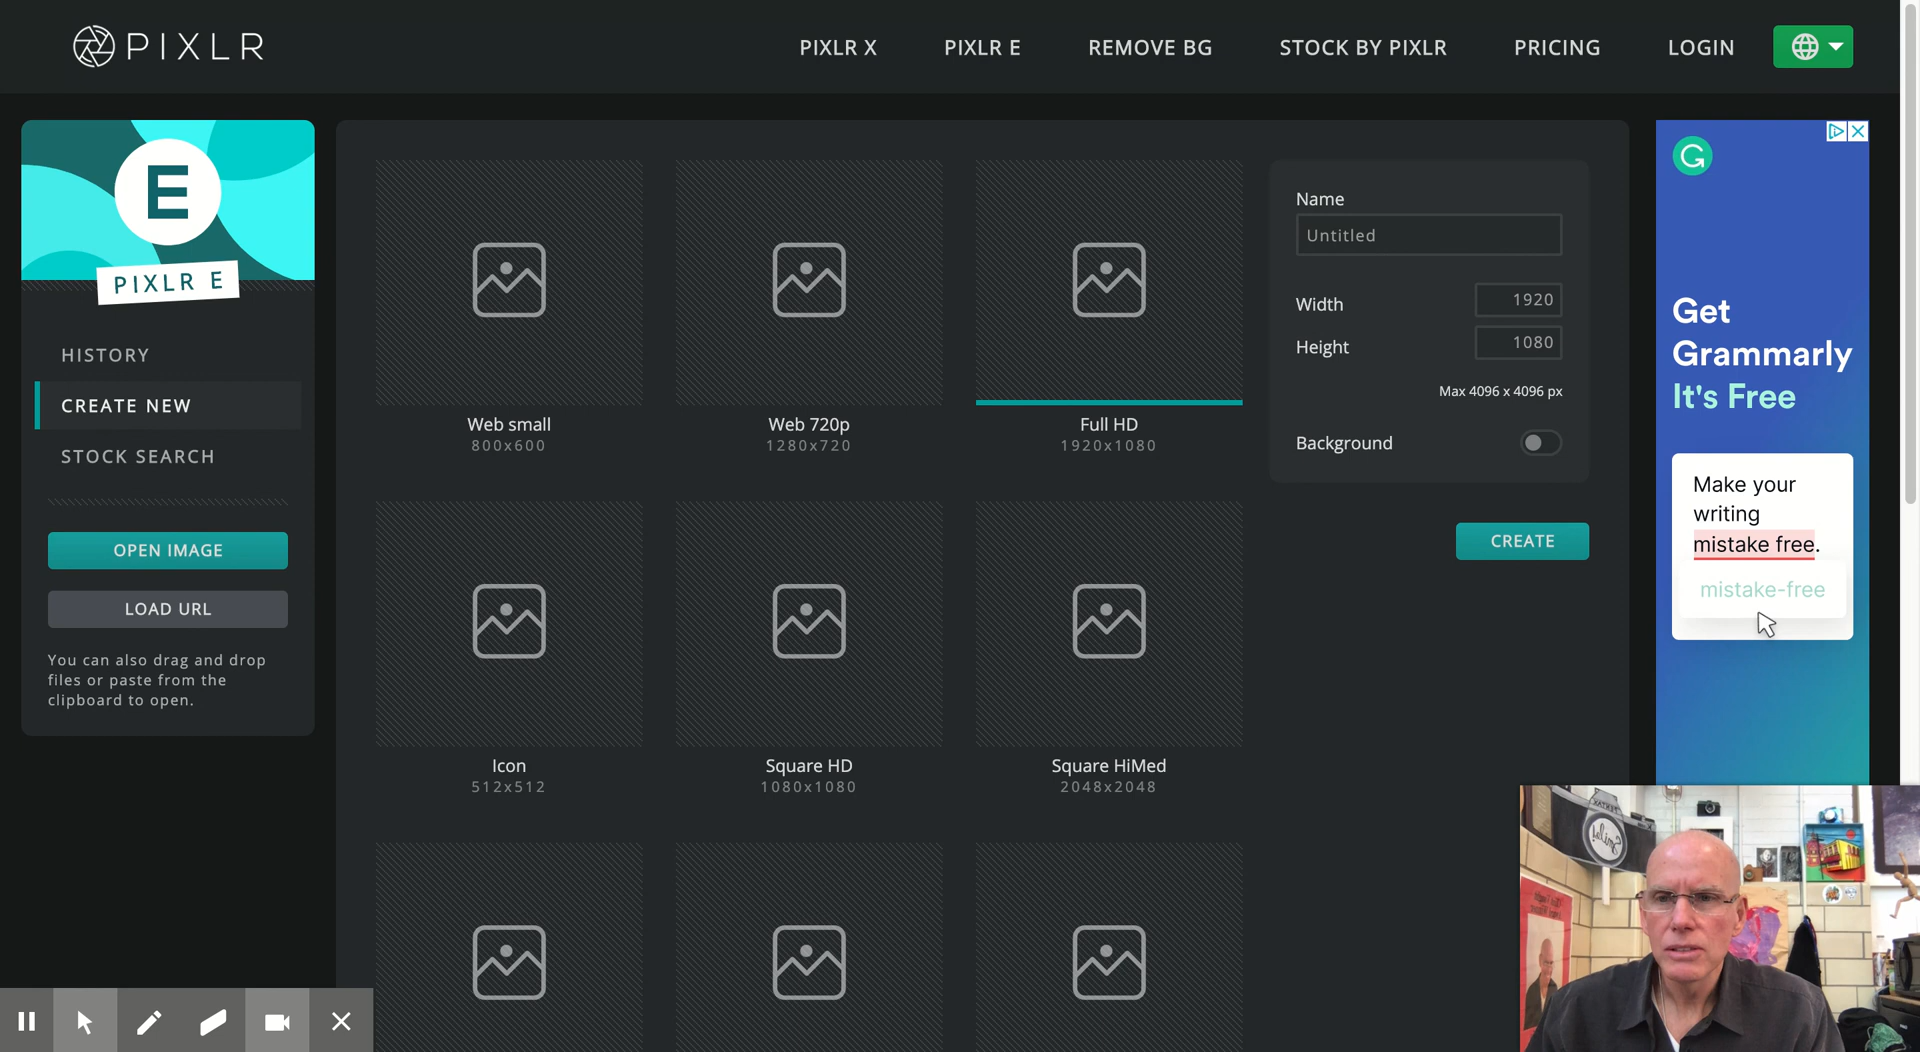 PIXLR
PIXLR X
PIXLR E
REMOVE BG
STOCK BY PIXLR
PRICING
LOGIN
E
PIXLR E
HISTORY
CREATE NEW
STOCK SEARCH
OPEN IMAGE
LOAD URL
You can also drag and drop
files or paste from the
clipboard to open.
Web small
800x600
Web 720p
1280x720
Full HD
1920x1080
Icon
512x512
Square HD
1080x1080
Square HiMed
2048x2048
Name
Untitled
Width
1920
Height
1080
Max 4096 x 4096 px
Background
CREATE
G
Get
Grammarly
It's Free
Make your
writing
mistake free.
mistake-free